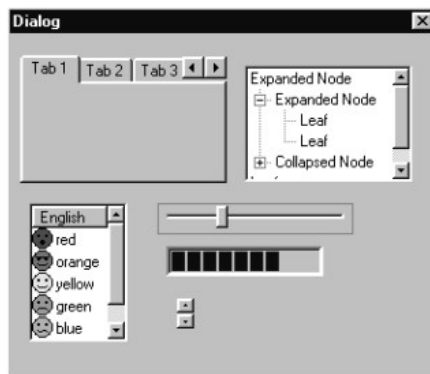 Dialog
Tab 1 Tab 2 Tab 3
Expanded Node
Expanded Node
Leaf
Leaf
Collapsed Node
English
red
orange
yellow
green
blue